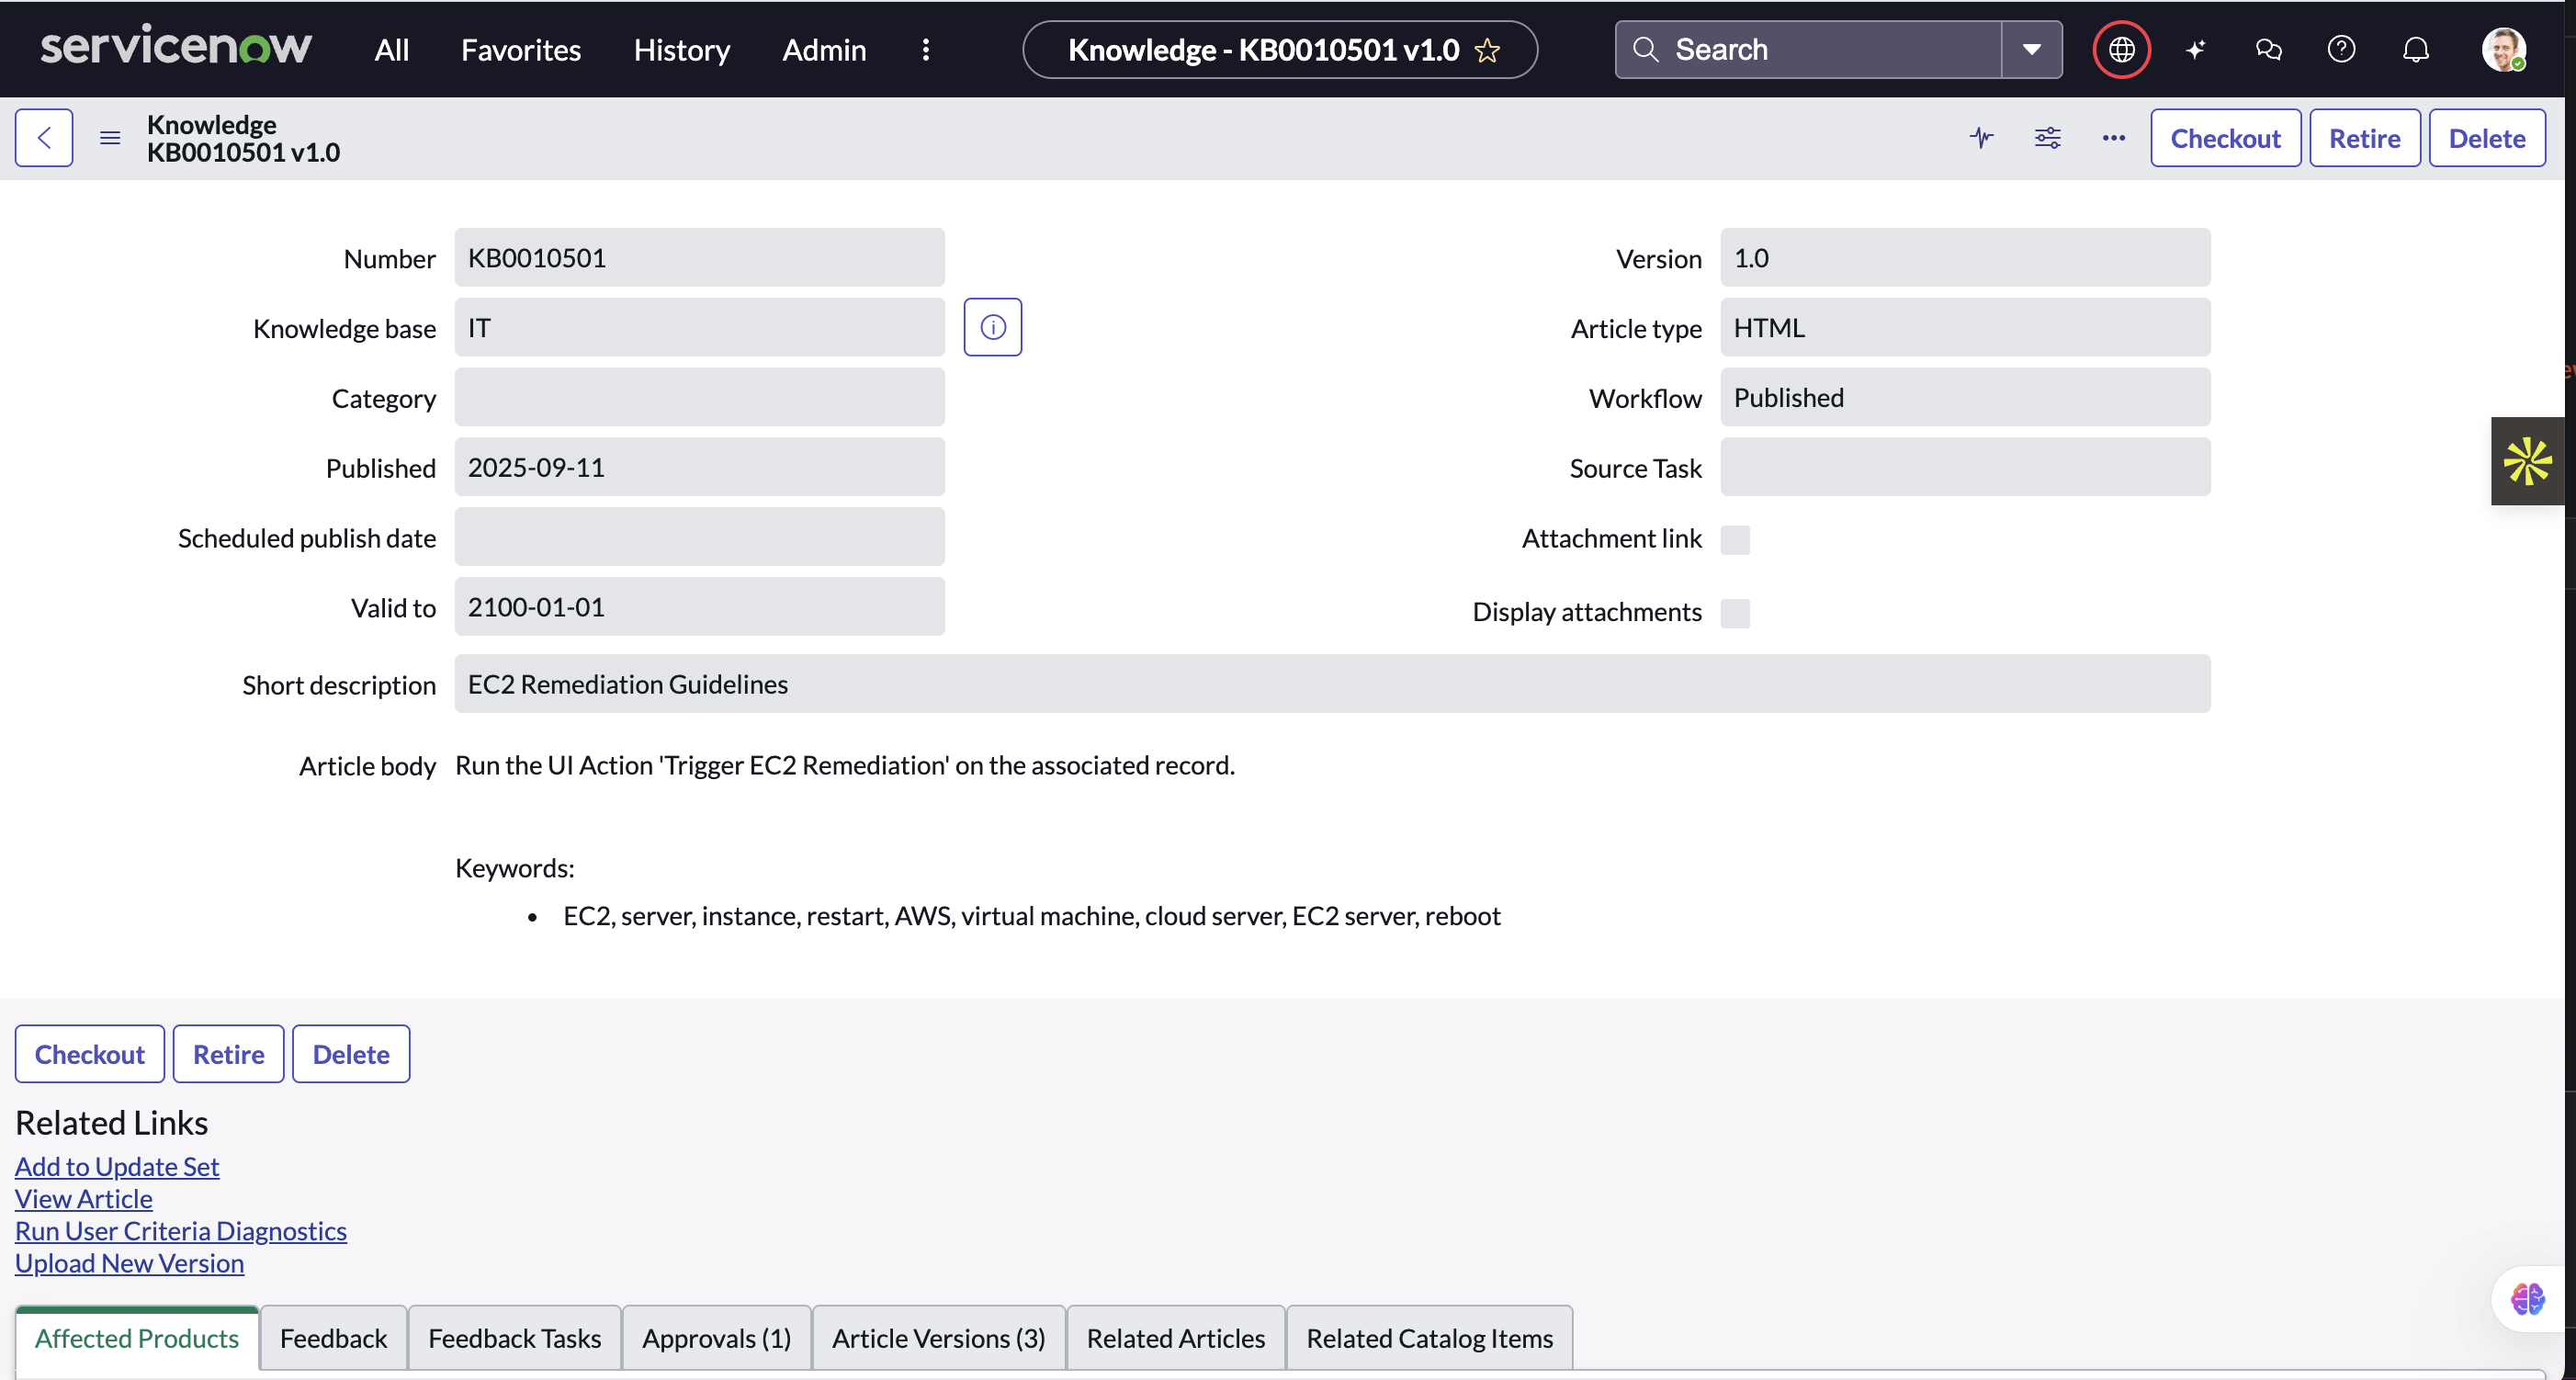 servicenow All Favorites History Admin Knowledge - KB0010501 v1.0 Search
Knowledge
KB0010501 v1.0
Checkout Retire Delete
Number KB0010501 Version 1.0
Knowledge base IT Article type HTML
Category Workflow Published
Published 2025-09-11 Source Task
Scheduled publish date Attachment link
Valid to 2100-01-01 Display attachments
Short description EC2 Remediation Guidelines
Article body Run the UI Action 'Trigger EC2 Remediation' on the associated record.
Keywords:
• EC2, server, instance, restart, AWS, virtual machine, cloud server, EC2 server, reboot
Checkout Retire Delete
Related Links
Add to Update Set
View Article
Run User Criteria Diagnostics
Upload New Version
Affected Products Feedback Feedback Tasks Approvals (1) Article Versions (3) Related Articles Related Catalog Items